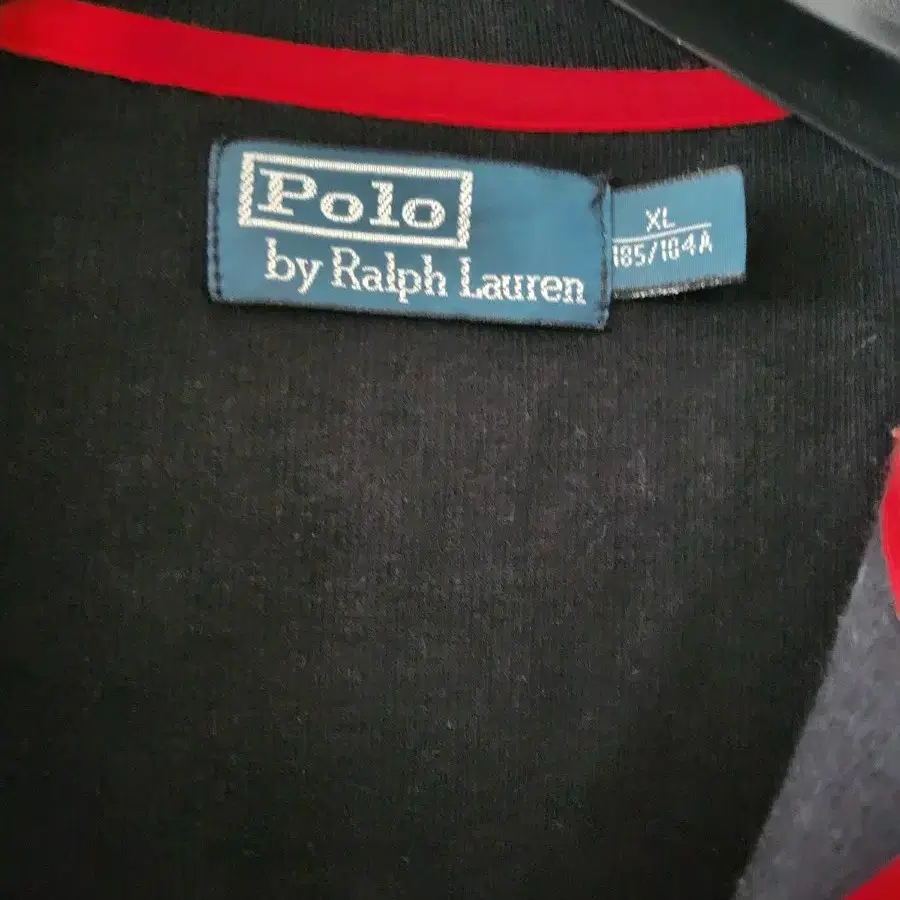 Polo
by Ralph Lauren
XL
185/104A